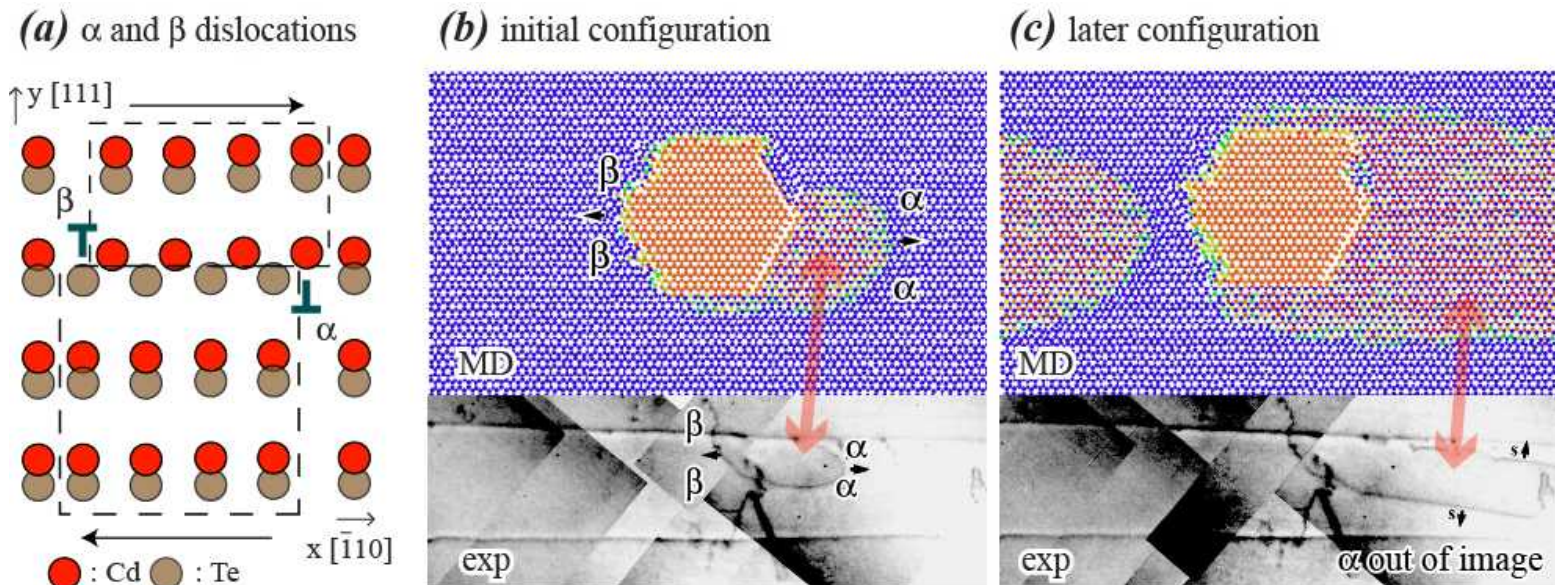 (a) α and β dislocations
y [111]
β
α
x [1̄10]
: Cd : Te
(b) initial configuration
β
α
β
α
MD
β
α
β
α
exp
(c) later configuration
MD
s
s
exp
α out of image